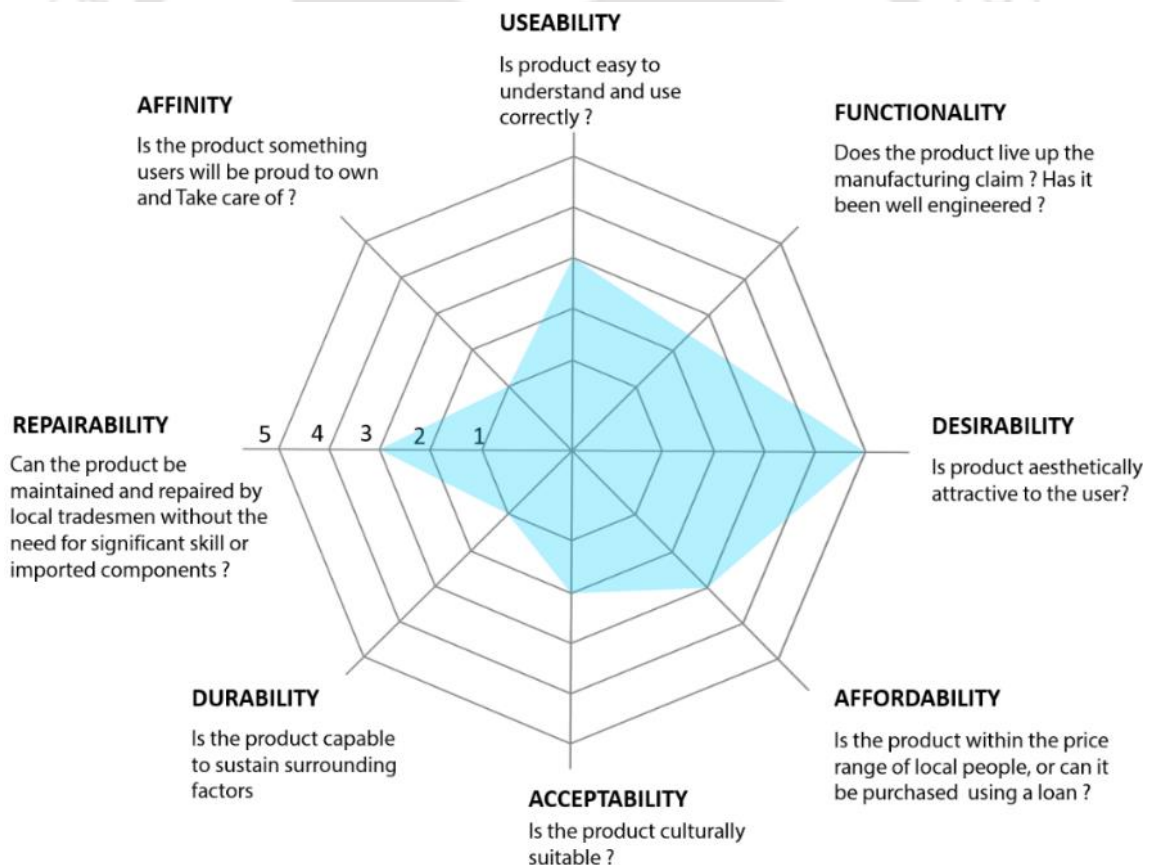 USEABILITY
Is product easy to
understand and use
correctly ?
AFFINITY
Is the product something
users will be proud to own
and Take care of ?
FUNCTIONALITY
Does the product live up the
manufacturing claim ? Has it
been well engineered ?
REPAIRABILITY
Can the product be
maintained and repaired by
local tradesmen without the
need for significant skill or
imported components ?
5 4 3 2 1
DESIRABILITY
Is product aesthetically
attractive to the user?
DURABILITY
Is the product capable
to sustain surrounding
factors
AFFORDABILITY
Is the product within the price
range of local people, or can it
be purchased using a loan ?
ACCEPTABILITY
Is the product culturally
suitable ?